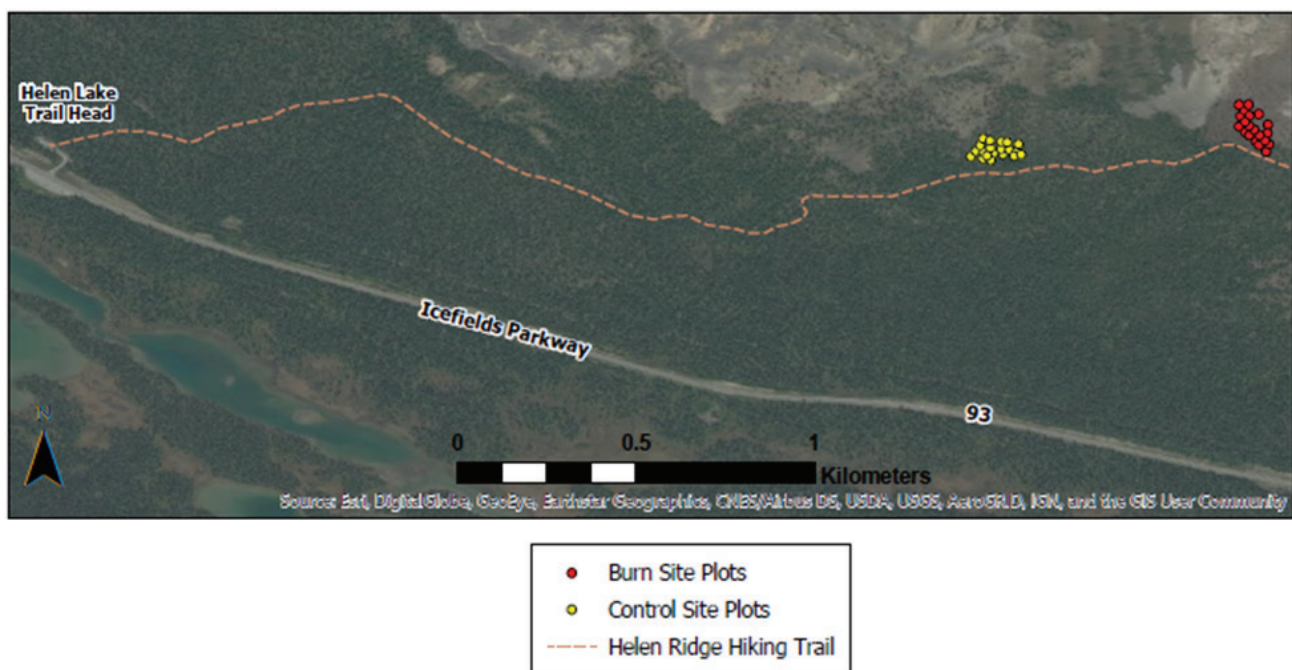 Helen Lake
Trail Head
Icefields Parkway
93
N
0 0.5 1
Kilometers
Source: Esri, DigitalGlobe, GeoEye, Earthstar Geographics, CNES/Airbus DS, USDA, USGS, AeroGRID, IGN, and the GIS User Community
Burn Site Plots
Control Site Plots
Helen Ridge Hiking Trail